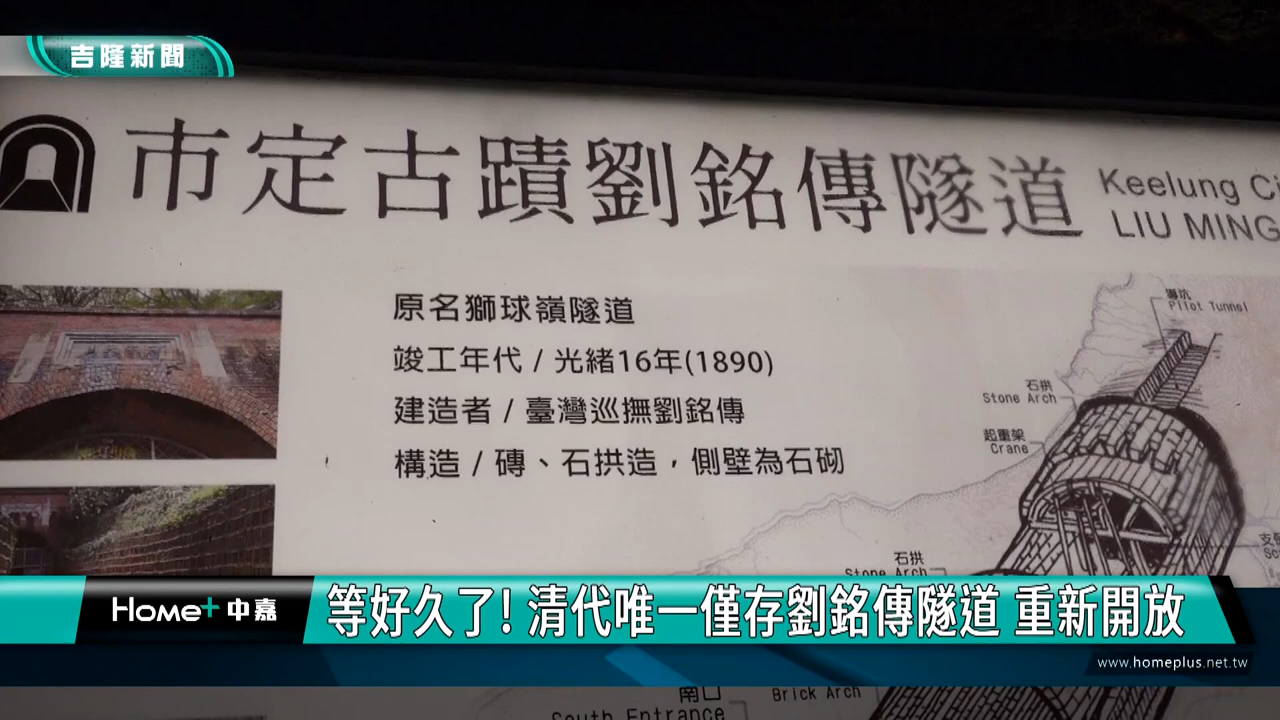 吉隆新聞
市定古蹟劉銘傳隧道
Keelung
LIU MING
原名獅球嶺隧道
竣工年代 / 光緒16年(1890)
建造者 / 臺灣巡撫劉銘傳
構造 / 磚、石拱造，側壁為石砌
導坑
Pilot Tunnel
石拱
Stone Arch
起重架
Crane
石拱
Stone Arch
Home+ 中嘉
等好久了! 清代唯一僅存劉銘傳隧道 重新開放
www.homeplus.net.tw
南口
South Entrance
Brick Arch